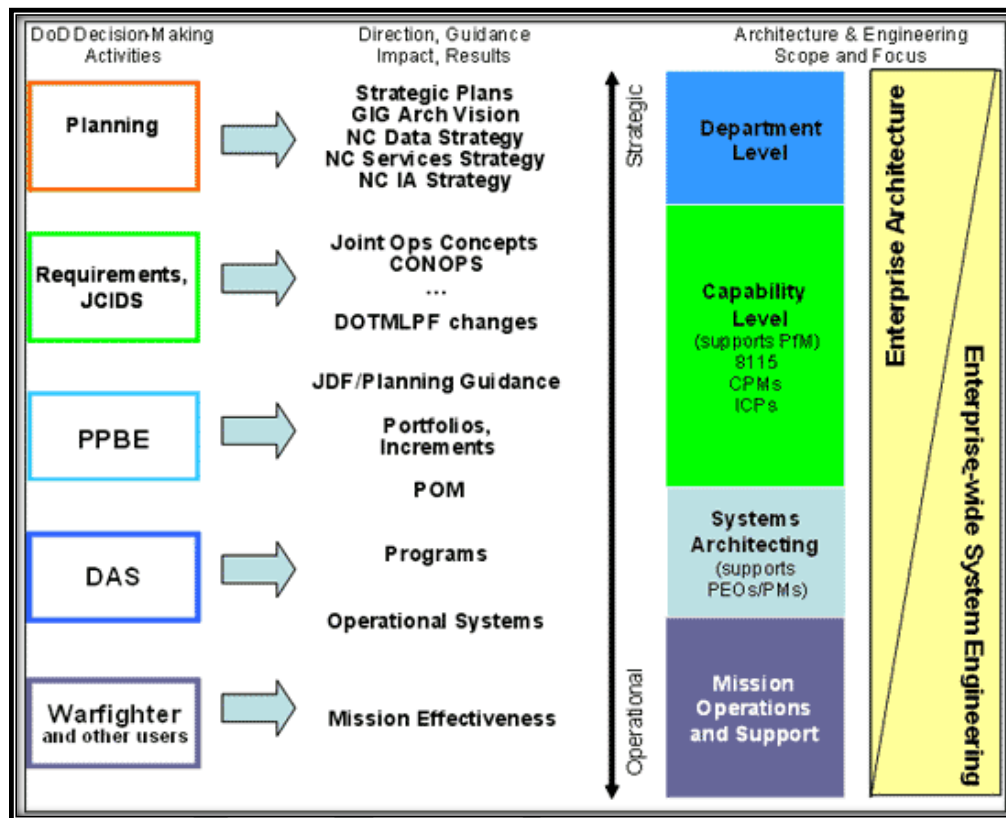 DoD Decision-Making
Activities
Direction, Guidance
Impact, Results
Architecture & Engineering
Scope and Focus
Planning
Strategic Plans
GIG Arch Vision
NC Data Strategy
NC Services Strategy
NC IA Strategy
Requirements,
JCIDS
Joint Ops Concepts
CONOPS
...
DOTMLPF changes
PPBE
JDF/Planning Guidance
Portfolios,
Increments
POM
DAS
Programs
Operational Systems
Warfighter
and other users
Mission Effectiveness
Strategic
Operational
Department
Level
Capability
Level
(supports PfM)
8115
CPMs
ICPs
Systems
Architecting
(supports
PEOs/PMs)
Mission
Operations
and Support
Enterprise Architecture
Enterprise-wide System Engineering